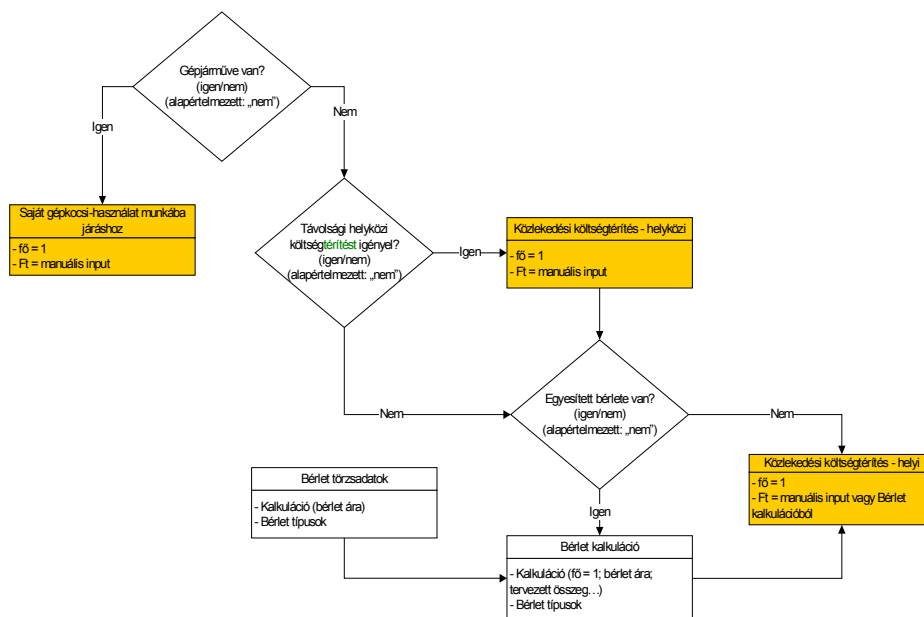 Gépjárműve van?
(igen/nem)
(alapértelmezett: „nem”)
Igen
Nem
Saját gépkocsi-használat munkába
járáshoz
- fő = 1
- Ft = manuális input
Távolsági helyközi
költségtérítést igényel?
(igen/nem)
(alapértelmezett: „nem”)
Igen
Közlekedési költségtérítés - helyközi
- fő = 1
- Ft = manuális input
Nem
Egyesített bérlete van?
(igen/nem)
(alapértelmezett: „nem”)
Nem
Közlekedési költségtérítés - helyi
- fő = 1
- Ft = manuális input vagy Bérlet
kalkulációból
Bérlet törzsadatok
- Kalkuláció (bérlet ára)
- Bérlet típusok
Igen
Bérlet kalkuláció
- Kalkuláció (fő = 1; bérlet ára;
tervezett összeg…)
- Bérlet típusok